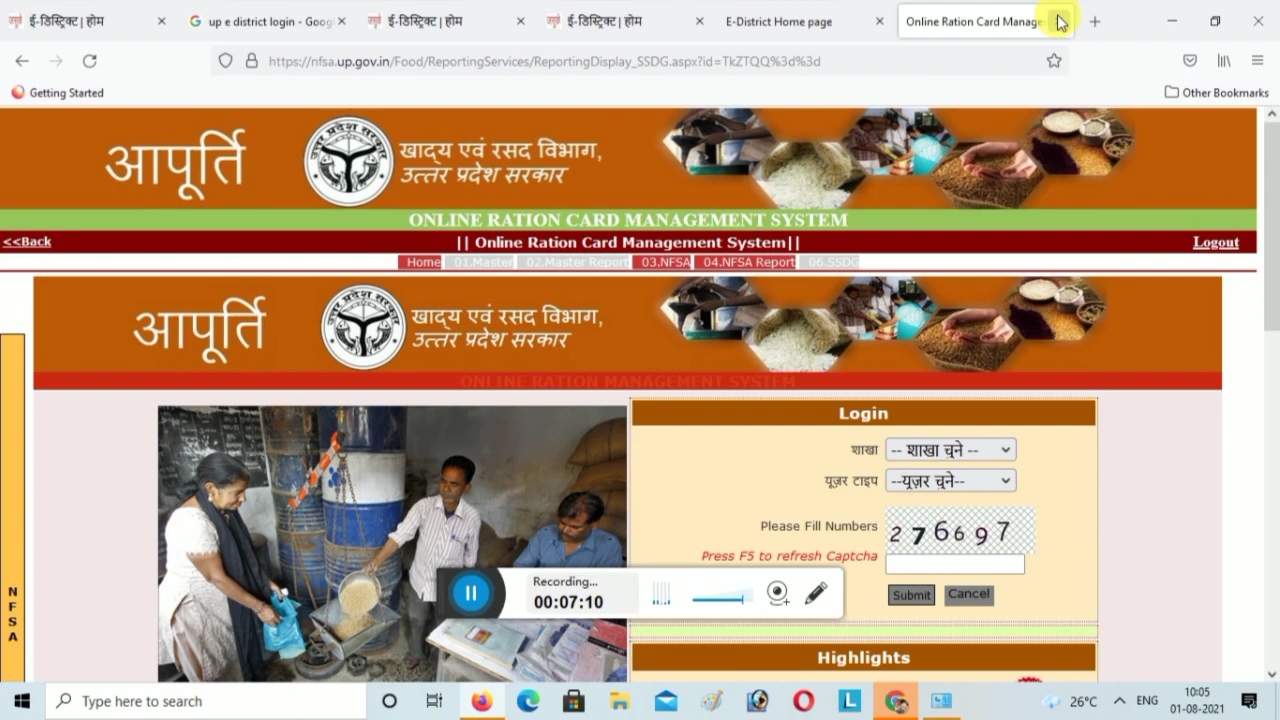 ई-डिस्ट्रिक्ट | होम
up e district login - Goog
ई-डिस्ट्रिक्ट | होम
ई-डिस्ट्रिक्ट | होम
E-District Home page
Online Ration Card Manage
https://nfsa.up.gov.in/Food/ReportingServices/ReportingDisplay_SSDG.aspx?id=TkZTQQ%3d%3d
Getting Started
Other Bookmarks
आपूर्ति
खाद्य एवं रसद विभाग,
उत्तर प्रदेश सरकार
ONLINE RATION CARD MANAGEMENT SYSTEM
<<Back
|| Online Ration Card Management System||
Logout
Home 01.Master 02.Master Report 03.NFSA 04.NFSA Report 06.SSDG
आपूर्ति
खाद्य एवं रसद विभाग,
उत्तर प्रदेश सरकार
ONLINE RATION MANAGEMENT SYSTEM
Login
शाखा
-- शाखा चुने --
यूज़र टाइप
--यूज़र चुने--
Please Fill Numbers
276697
Press F5 to refresh Captcha
Submit
Cancel
Recording...
00:07:10
Highlights
N
F
S
A
Type here to search
26°C
ENG
10:05
01-08-2021